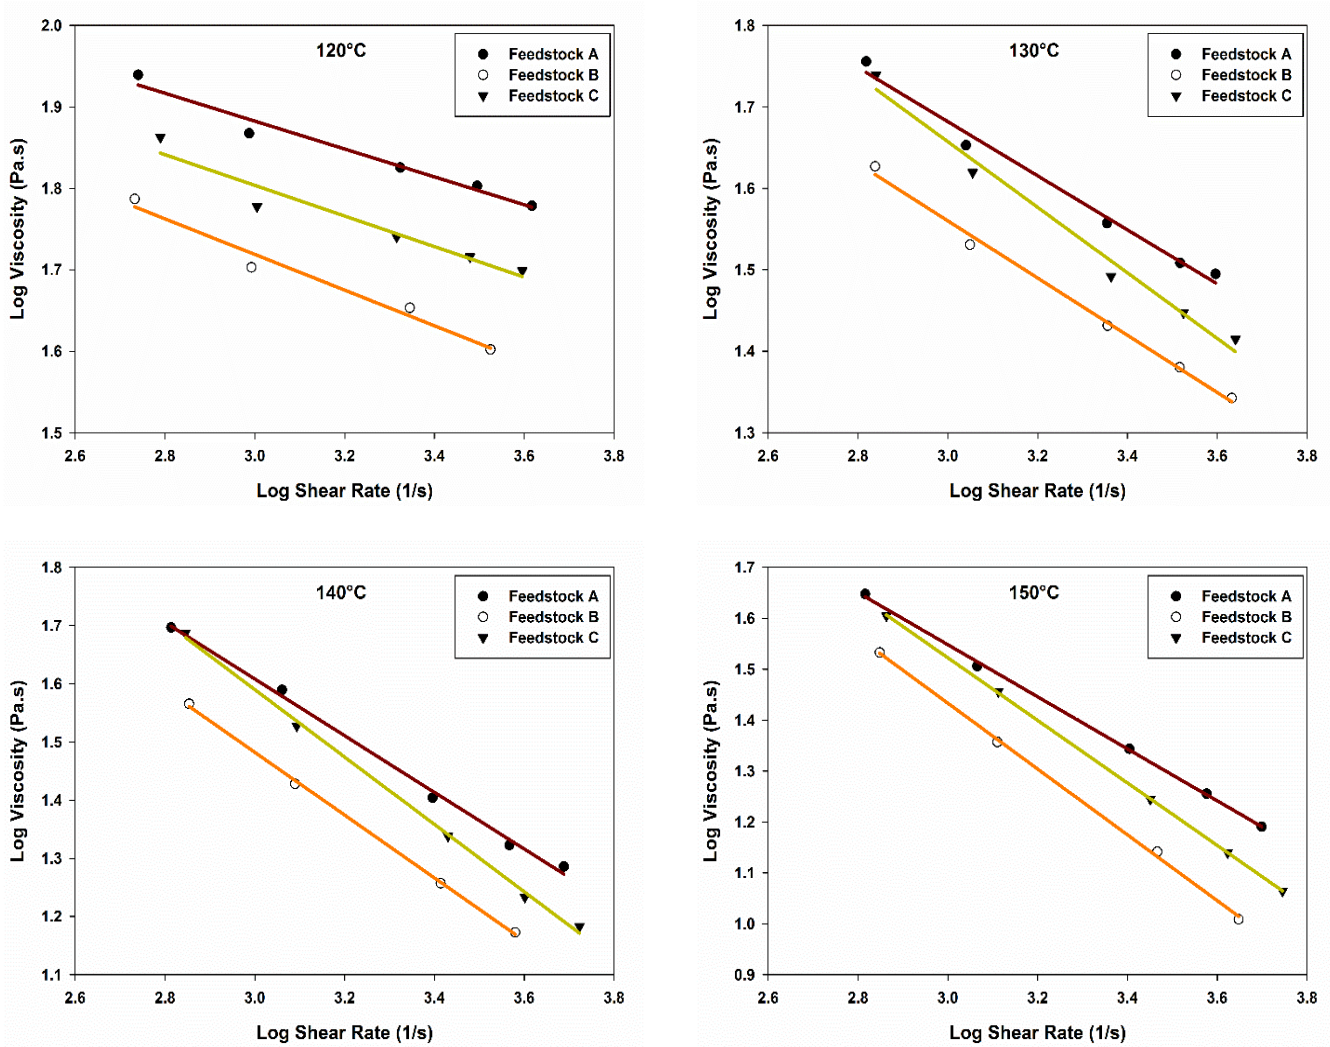 120°C
Feedstock A
Feedstock B
Feedstock C
Log Viscosity (Pa.s)
2.0
1.9
1.8
1.7
1.6
1.5
2.6 2.8 3.0 3.2 3.4 3.6 3.8
Log Shear Rate (1/s)
130°C
Feedstock A
Feedstock B
Feedstock C
Log Viscosity (Pa.s)
1.8
1.7
1.6
1.5
1.4
1.3
2.6 2.8 3.0 3.2 3.4 3.6 3.8
Log Shear Rate (1/s)
140°C
Feedstock A
Feedstock B
Feedstock C
Log Viscosity (Pa.s)
1.8
1.7
1.6
1.5
1.4
1.3
1.2
1.1
2.6 2.8 3.0 3.2 3.4 3.6 3.8
Log Shear Rate (1/s)
150°C
Feedstock A
Feedstock B
Feedstock C
Log Viscosity (Pa.s)
1.7
1.6
1.5
1.4
1.3
1.2
1.1
1.0
0.9
2.6 2.8 3.0 3.2 3.4 3.6 3.8
Log Shear Rate (1/s)